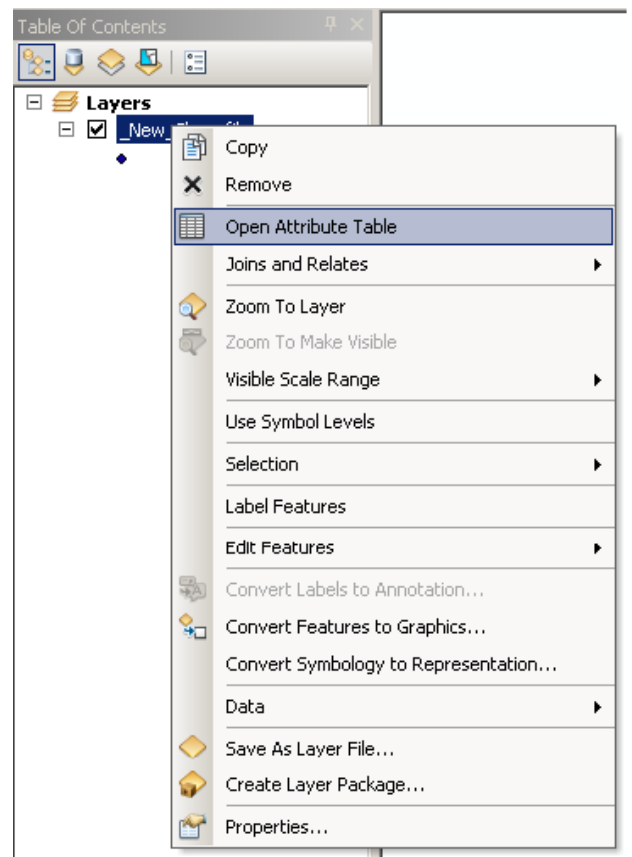 Table Of Contents
Layers
_New_
Copy
Remove
Open Attribute Table
Joins and Relates
Zoom To Layer
Zoom To Make Visible
Visible Scale Range
Use Symbol Levels
Selection
Label Features
Edit Features
Convert Labels to Annotation...
Convert Features to Graphics...
Convert Symbology to Representation...
Data
Save As Layer File...
Create Layer Package...
Properties...